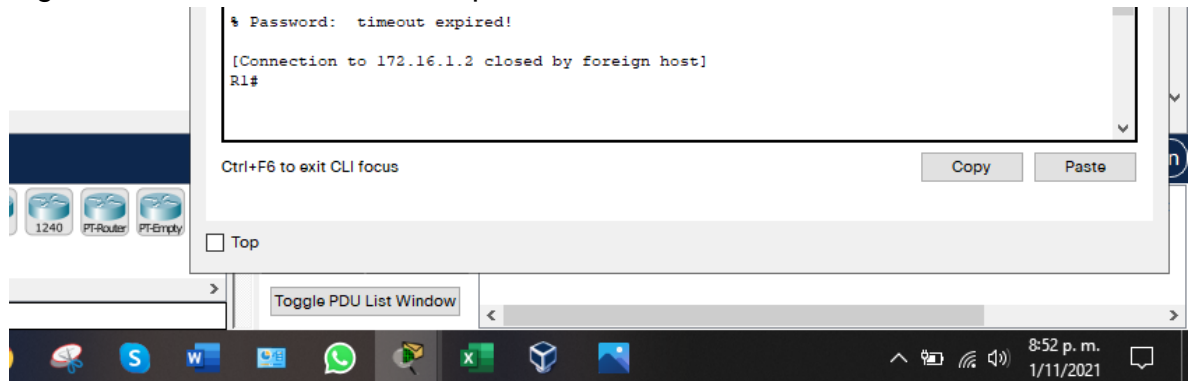 % Password:  timeout expired!
[Connection to 172.16.1.2 closed by foreign host]
R1#
Ctrl+F6 to exit CLI focus
Copy
Paste
n
1240
PT-Router
PT-Empty
Top
Toggle PDU List Window
S
W
X
8:52 p. m.
1/11/2021